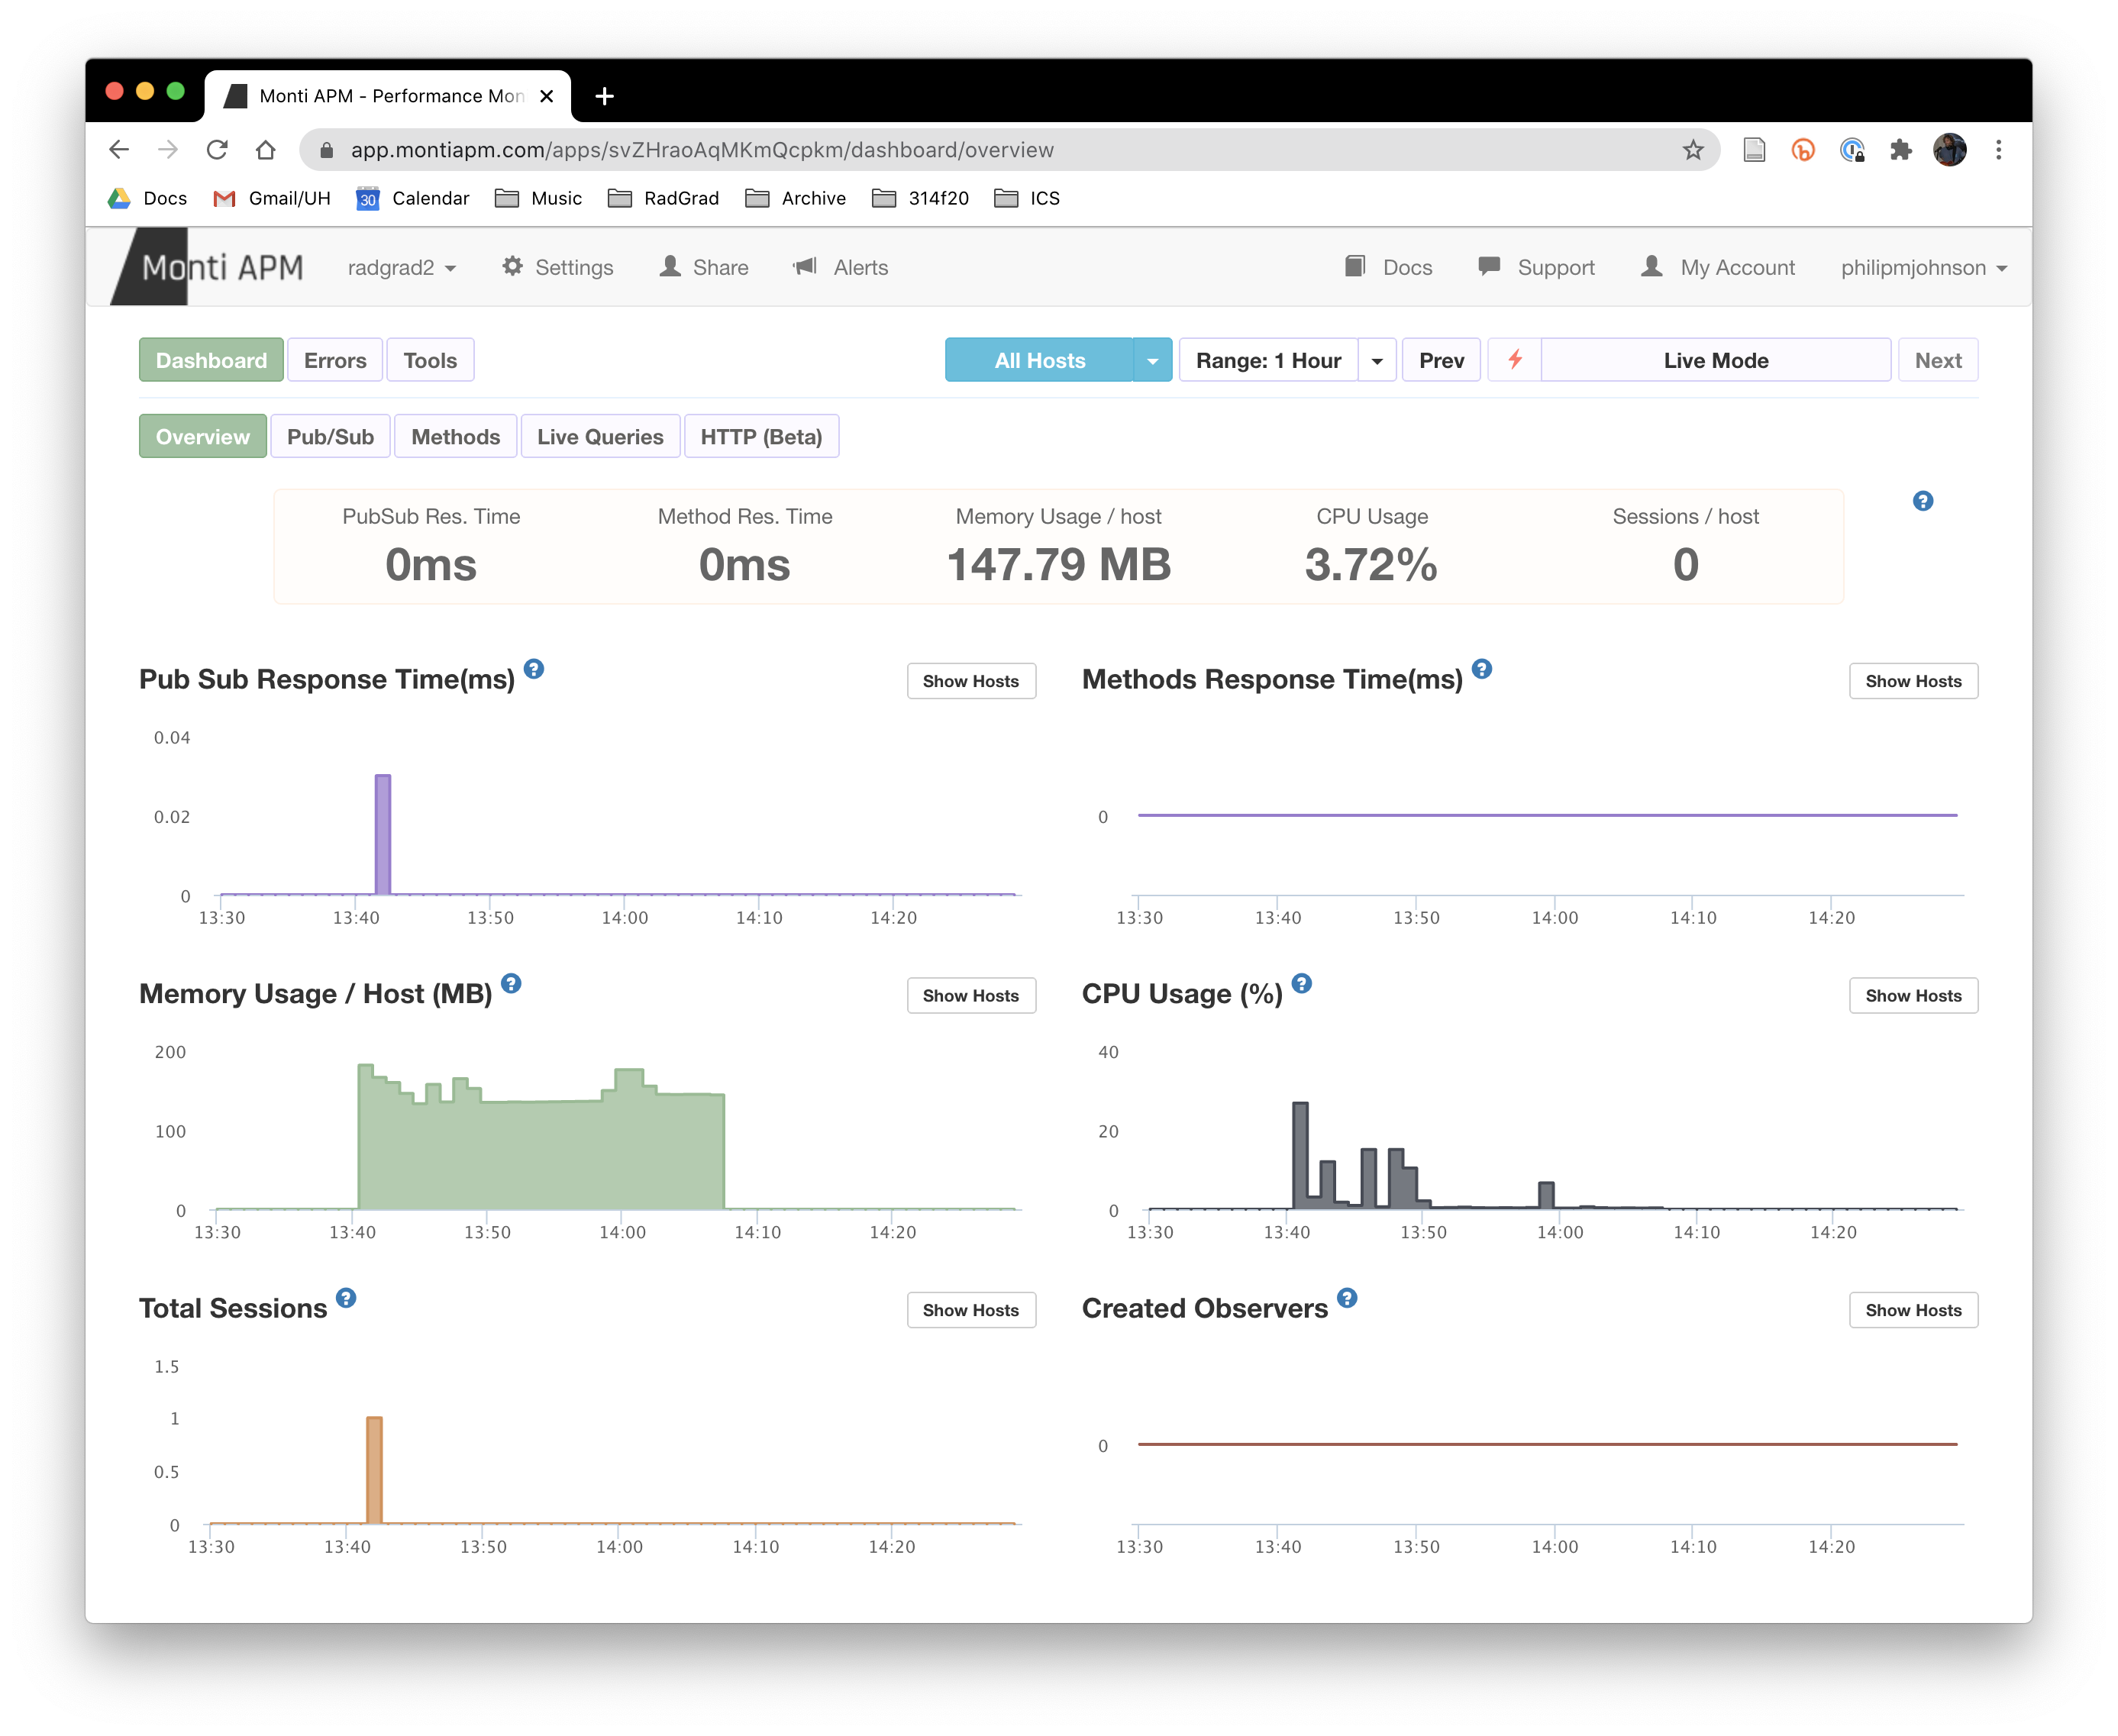 Monti APM - Performance Mon
app.montiapm.com/apps/svZHraoAqMKmQcpkm/dashboard/overview
Docs Gmail/UH 30 Calendar Music RadGrad Archive 314f20 ICS
Monti APM radgrad2 Settings Share Alerts Docs Support My Account philipmjohnson
Dashboard Errors Tools All Hosts Range: 1 Hour Prev Live Mode Next
Overview Pub/Sub Methods Live Queries HTTP (Beta)
PubSub Res. Time Method Res. Time Memory Usage / host CPU Usage Sessions / host ?
0ms 0ms 147.79 MB 3.72% 0
Pub Sub Response Time(ms) ? Show Hosts
0.04
0.02
0
13:30 13:40 13:50 14:00 14:10 14:20
Methods Response Time(ms) ? Show Hosts
0
13:30 13:40 13:50 14:00 14:10 14:20
Memory Usage / Host (MB) ? Show Hosts
200
100
0
13:30 13:40 13:50 14:00 14:10 14:20
CPU Usage (%) ? Show Hosts
40
20
0
13:30 13:40 13:50 14:00 14:10 14:20
Total Sessions ? Show Hosts
1.5
1
0.5
0
13:30 13:40 13:50 14:00 14:10 14:20
Created Observers ? Show Hosts
0
13:30 13:40 13:50 14:00 14:10 14:20